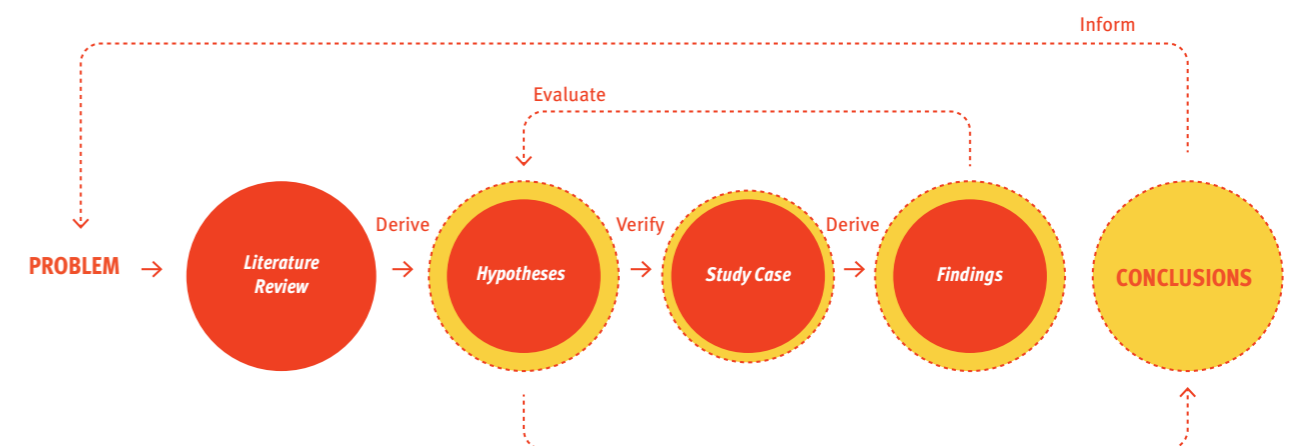 Inform
Evaluate
Derive
Verify
Derive
PROBLEM
Literature
Review
Hypotheses
Study Case
Findings
CONCLUSIONS